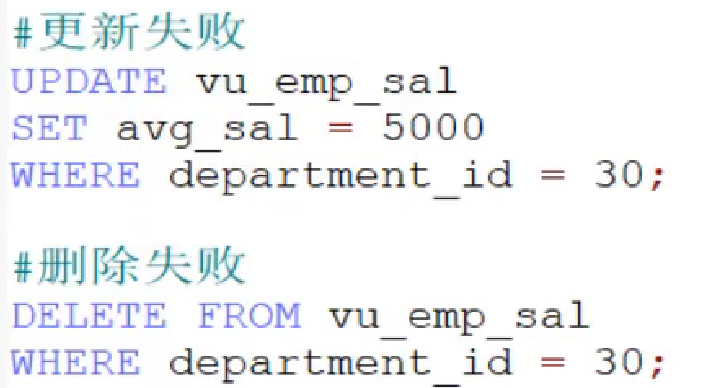 #更新失败
UPDATE vu_emp_sal
SET avg_sal = 5000
WHERE department_id = 30;
#删除失败
DELETE FROM vu_emp_sal
WHERE department_id = 30;